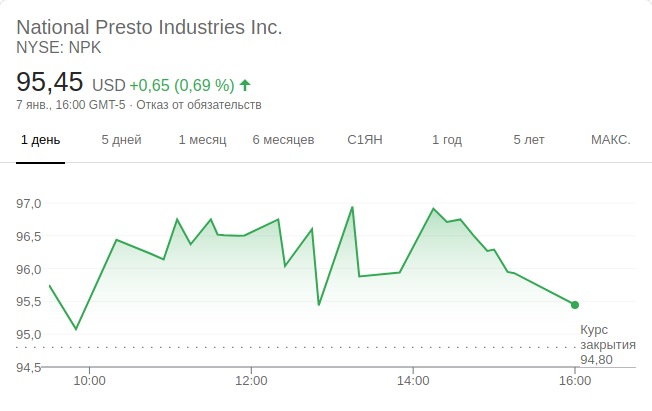 National Presto Industries Inc.
NYSE: NPK
95,45 USD +0,65 (0,69 %)
7 янв., 16:00 GMT-5 · Отказ от обязательств
1 день 5 дней 1 месяц 6 месяцев С1ЯН 1 год 5 лет МАКС.
97,0
96,5
96,0
95,5
95,0
94,5
Курс
закрытия
94,80
10:00 12:00 14:00 16:00